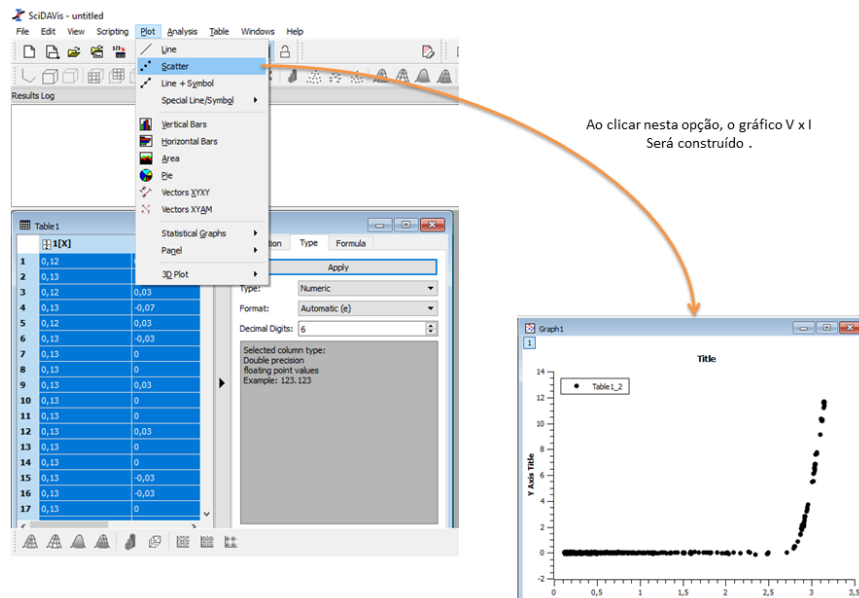 SciDAVis - untitled
File Edit View Scripting Plot Analysis Table Windows Help
Line
Scatter
Line + Symbol
Special Line/Symbol
Vertical Bars
Horizontal Bars
Area
Pie
Vectors XYXY
Vectors XYAM
Statistical Graphs
Panel
3D Plot
Results Log
Ao clicar nesta opção, o gráfico V x I
Será construído .
Table1
1[X]
1 0,12
2 0,13
3 0,12 0,03
4 0,13 -0,07
5 0,12 0,03
6 0,13 -0,03
7 0,13 0
8 0,13 0
9 0,13 0,03
10 0,13 0
11 0,13 0
12 0,13 0,03
13 0,13 0
14 0,13 0
15 0,13 -0,03
16 0,13 -0,03
17 0,13 0
Type Formula
Apply
Type: Numeric
Format: Automatic (e)
Decimal Digits: 6
Selected column type:
Double precision
floating point values
Example: 123.123
Graph1
1
Title
Table1_2
Y Axis Title
14
12
10
8
6
4
2
0
-2
0 0,5 1 1,5 2 2,5 3 3,5